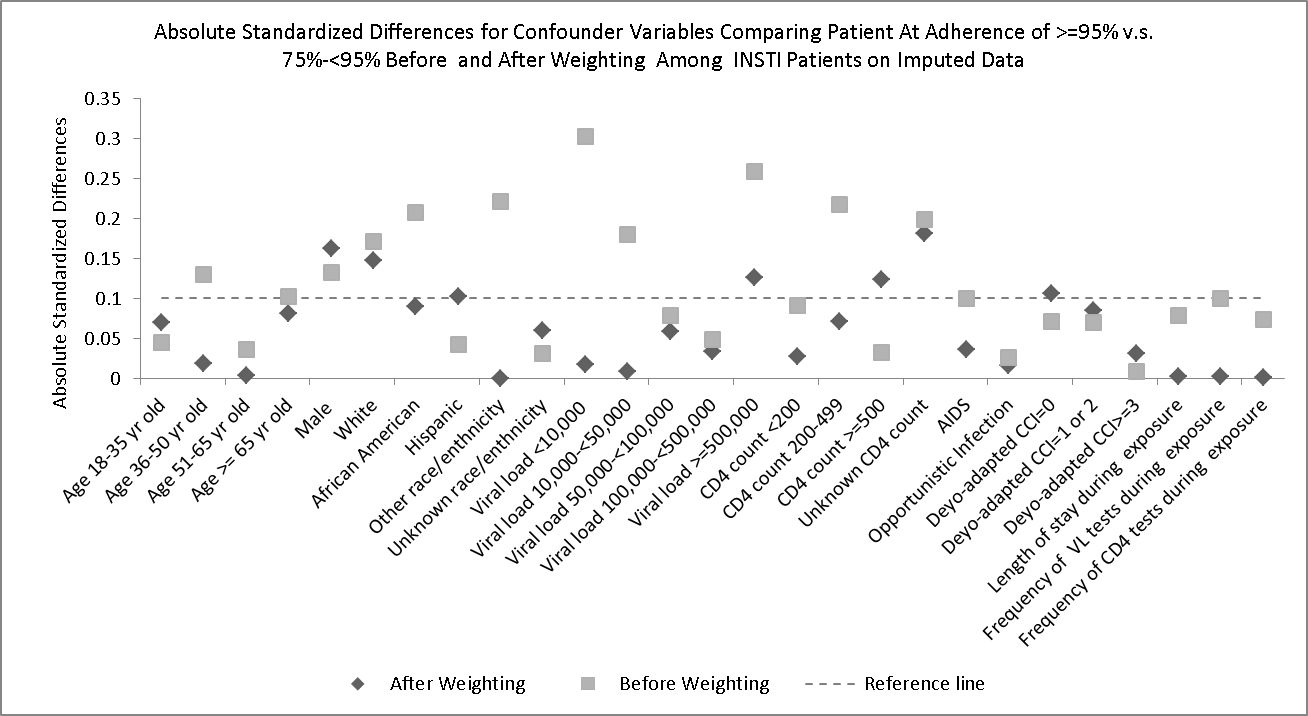 Absolute Standardized Differences for Confounder Variables Comparing Patient At Adherence of >=95% v.s.
75%-<95% Before and After Weighting Among INSTI Patients on Imputed Data
Absolute Standardized Differences
0.35
0.3
0.25
0.2
0.15
0.1
0.05
0
Age 18-35 yr old
Age 36-50 yr old
Age 51-65 yr old
Age >= 65 yr old
Male
White
African American
Hispanic
Other race/enthnicity
Unknown race/enthnicity
Viral load <10,000
Viral load 10,000-<50,000
Viral load 50,000-<100,000
Viral load 100,000-<500,000
Viral load >=500,000
CD4 count <200
CD4 count 200-499
CD4 count >=500
Unknown CD4 count
AIDS
Opportunistic Infection
Deyo-adapted CCI=0
Deyo-adapted CCI=1 or 2
Deyo-adapted CCI>=3
Length of stay during exposure
Frequency of VL tests during exposure
Frequency of CD4 tests during exposure
After Weighting
Before Weighting
Reference line